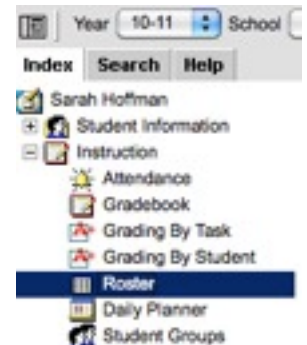 Year 10-11 School
Index Search Help
Sarah Hoffman
Student Information
Instruction
Attendance
Gradebook
Grading By Task
Grading By Student
Roster
Daily Planner
Student Groups